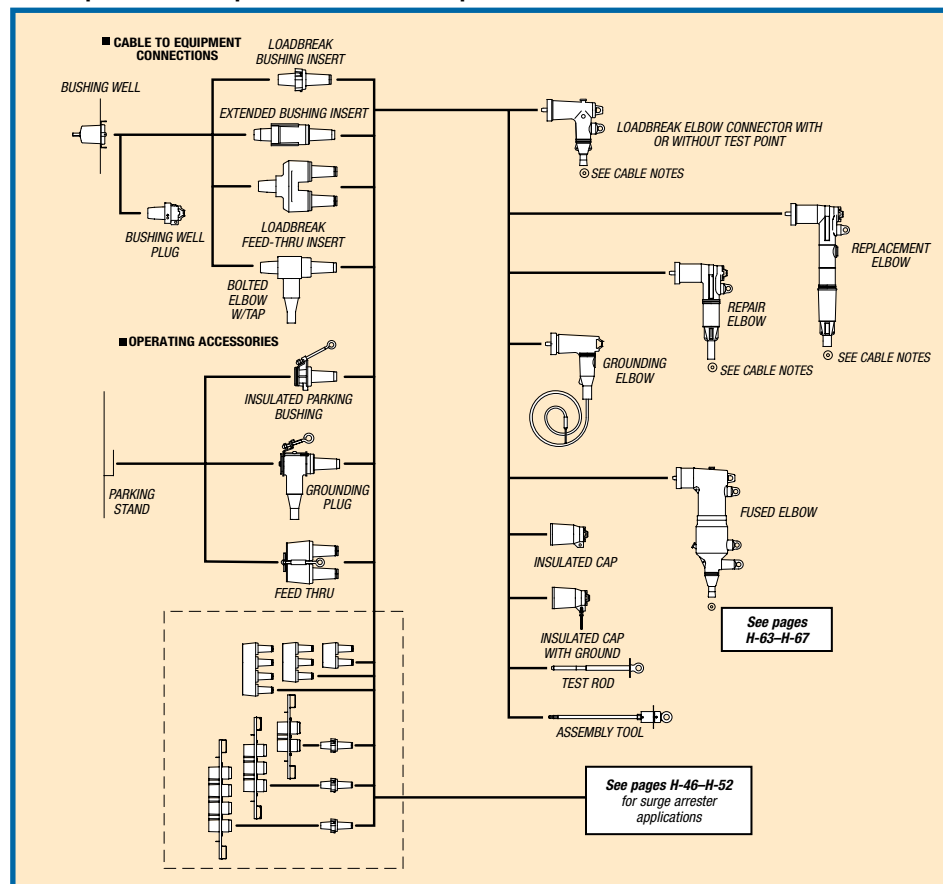 ■ CABLE TO EQUIPMENT
CONNECTIONS
LOADBREAK
BUSHING INSERT
BUSHING WELL
EXTENDED BUSHING INSERT
LOADBREAK ELBOW CONNECTOR WITH
OR WITHOUT TEST POINT
SEE CABLE NOTES
BUSHING WELL
PLUG
LOADBREAK
FEED-THRU INSERT
REPLACEMENT
ELBOW
BOLTED
ELBOW
W/TAP
REPAIR
ELBOW
■ OPERATING ACCESSORIES
SEE CABLE NOTES
SEE CABLE NOTES
GROUNDING
ELBOW
INSULATED PARKING
BUSHING
PARKING
STAND
GROUNDING
PLUG
FUSED ELBOW
INSULATED CAP
FEED THRU
See pages
H-63–H-67
INSULATED CAP
WITH GROUND
TEST ROD
ASSEMBLY TOOL
See pages H-46–H-52
for surge arrester
applications